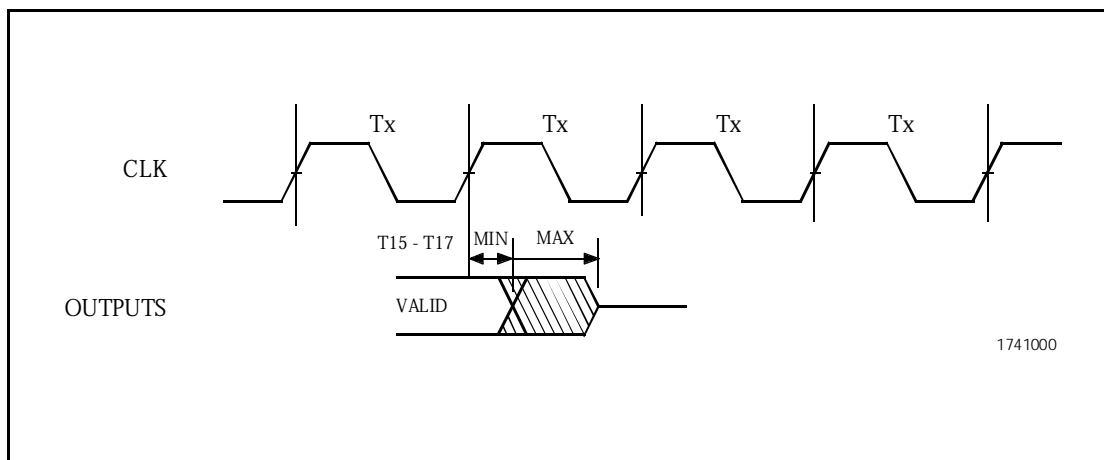 Tx Tx Tx Tx
CLK
T15 - T17 MIN MAX
OUTPUTS VALID
1741000